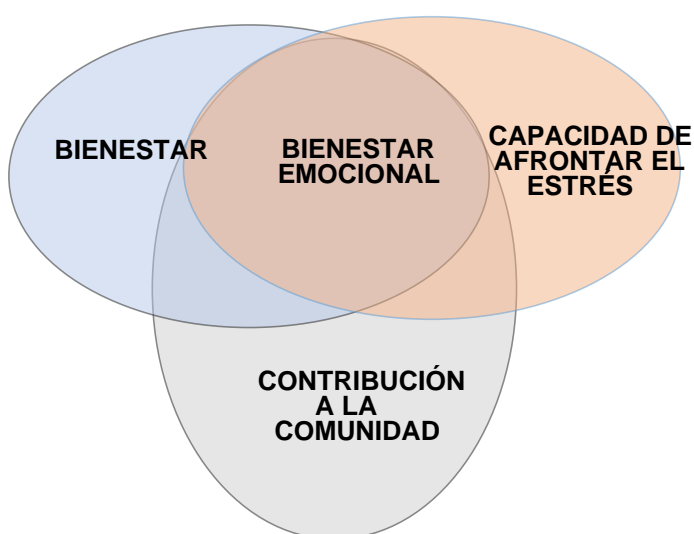 BIENESTAR
BIENESTAR
EMOCIONAL
CAPACIDAD DE
AFRONTAR EL
ESTRÉS
CONTRIBUCIÓN
A LA
COMUNIDAD